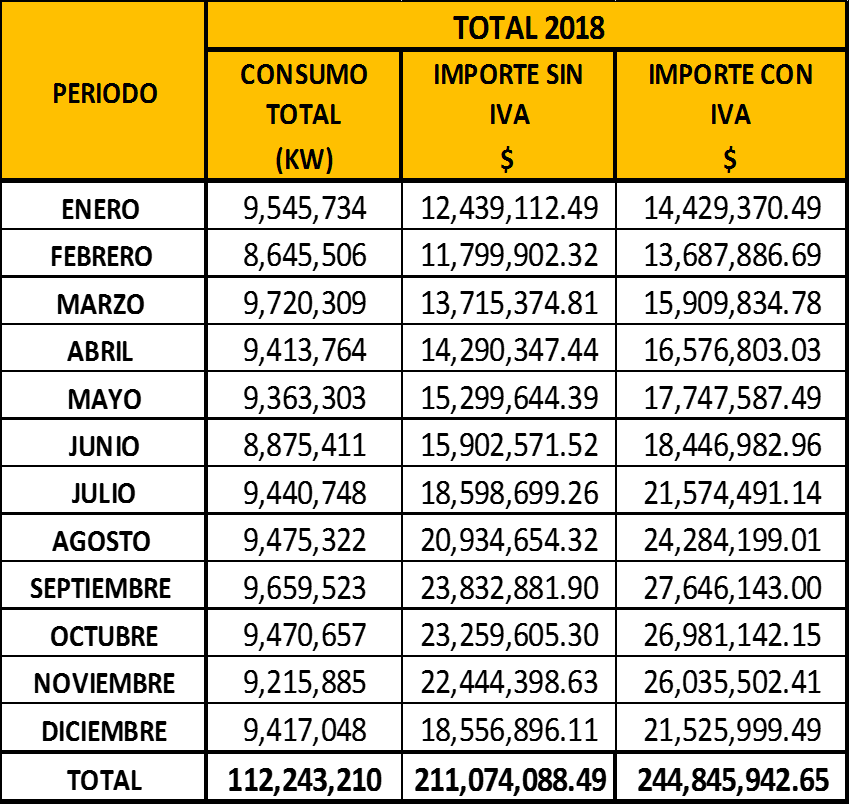 PERIODO
TOTAL 2018
CONSUMO TOTAL (KW)
IMPORTE SIN IVA $
IMPORTE CON IVA $
ENERO 9,545,734 12,439,112.49 14,429,370.49
FEBRERO 8,645,506 11,799,902.32 13,687,886.69
MARZO 9,720,309 13,715,374.81 15,909,834.78
ABRIL 9,413,764 14,290,347.44 16,576,803.03
MAYO 9,363,303 15,299,644.39 17,747,587.49
JUNIO 8,875,411 15,902,571.52 18,446,982.96
JULIO 9,440,748 18,598,699.26 21,574,491.14
AGOSTO 9,475,322 20,934,654.32 24,284,199.01
SEPTIEMBRE 9,659,523 23,832,881.90 27,646,143.00
OCTUBRE 9,470,657 23,259,605.30 26,981,142.15
NOVIEMBRE 9,215,885 22,444,398.63 26,035,502.41
DICIEMBRE 9,417,048 18,556,896.11 21,525,999.49
TOTAL 112,243,210 211,074,088.49 244,845,942.65